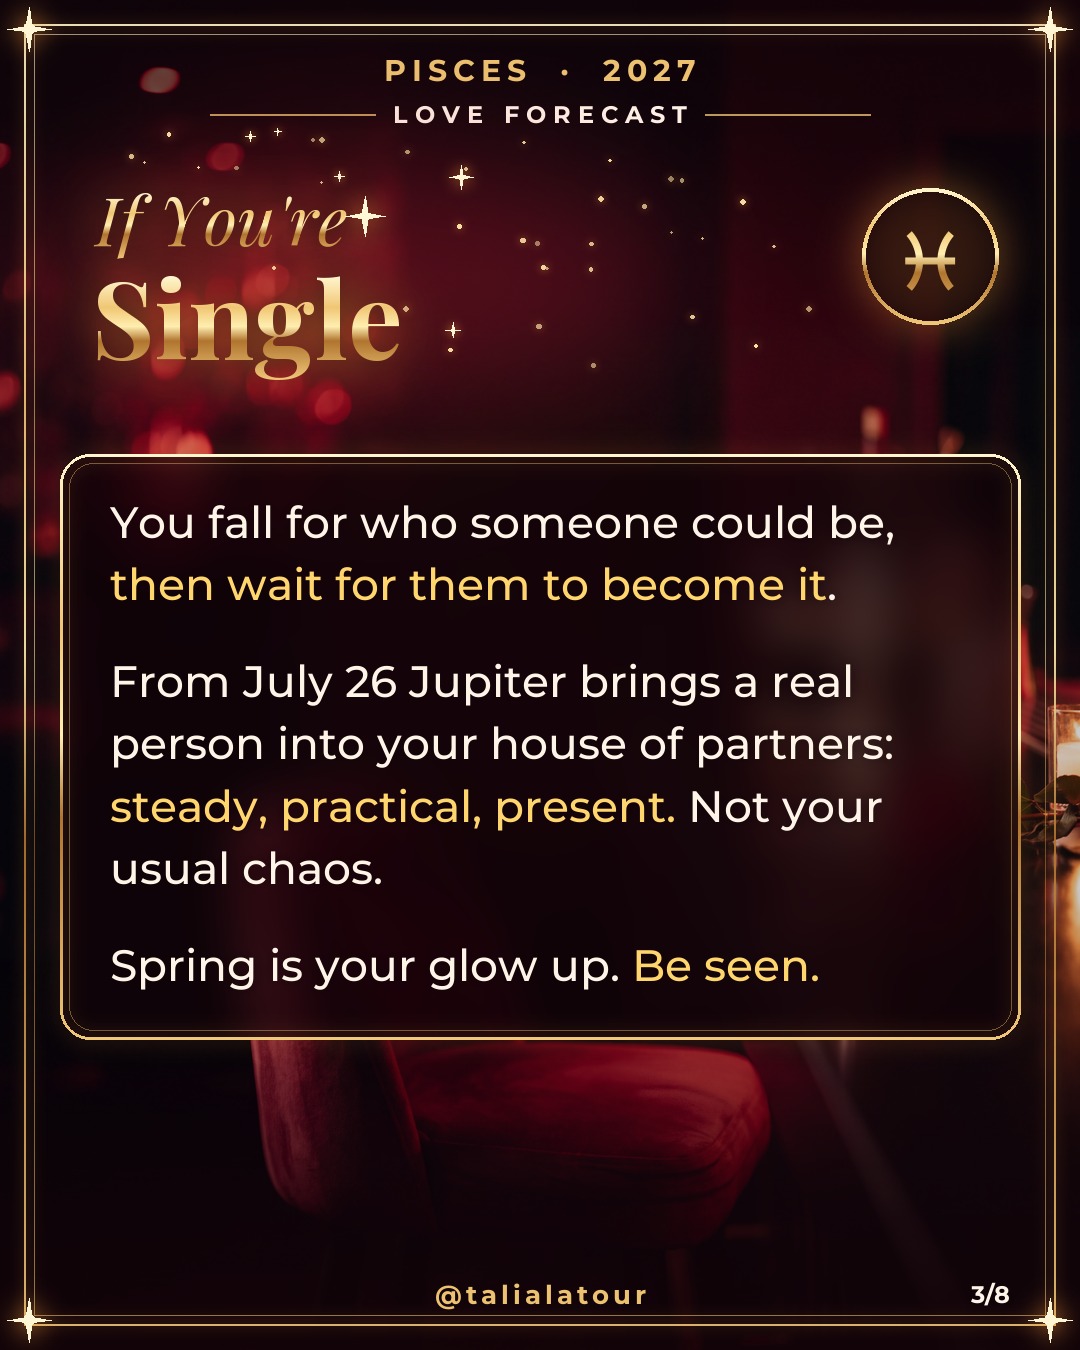 PISCES · 2027
LOVE FORECAST
If You're
Single
♓
You fall for who someone could be,
then wait for them to become it.
From July 26 Jupiter brings a real
person into your house of partners:
steady, practical, present. Not your
usual chaos.
Spring is your glow up. Be seen.
@talialatour
3/8